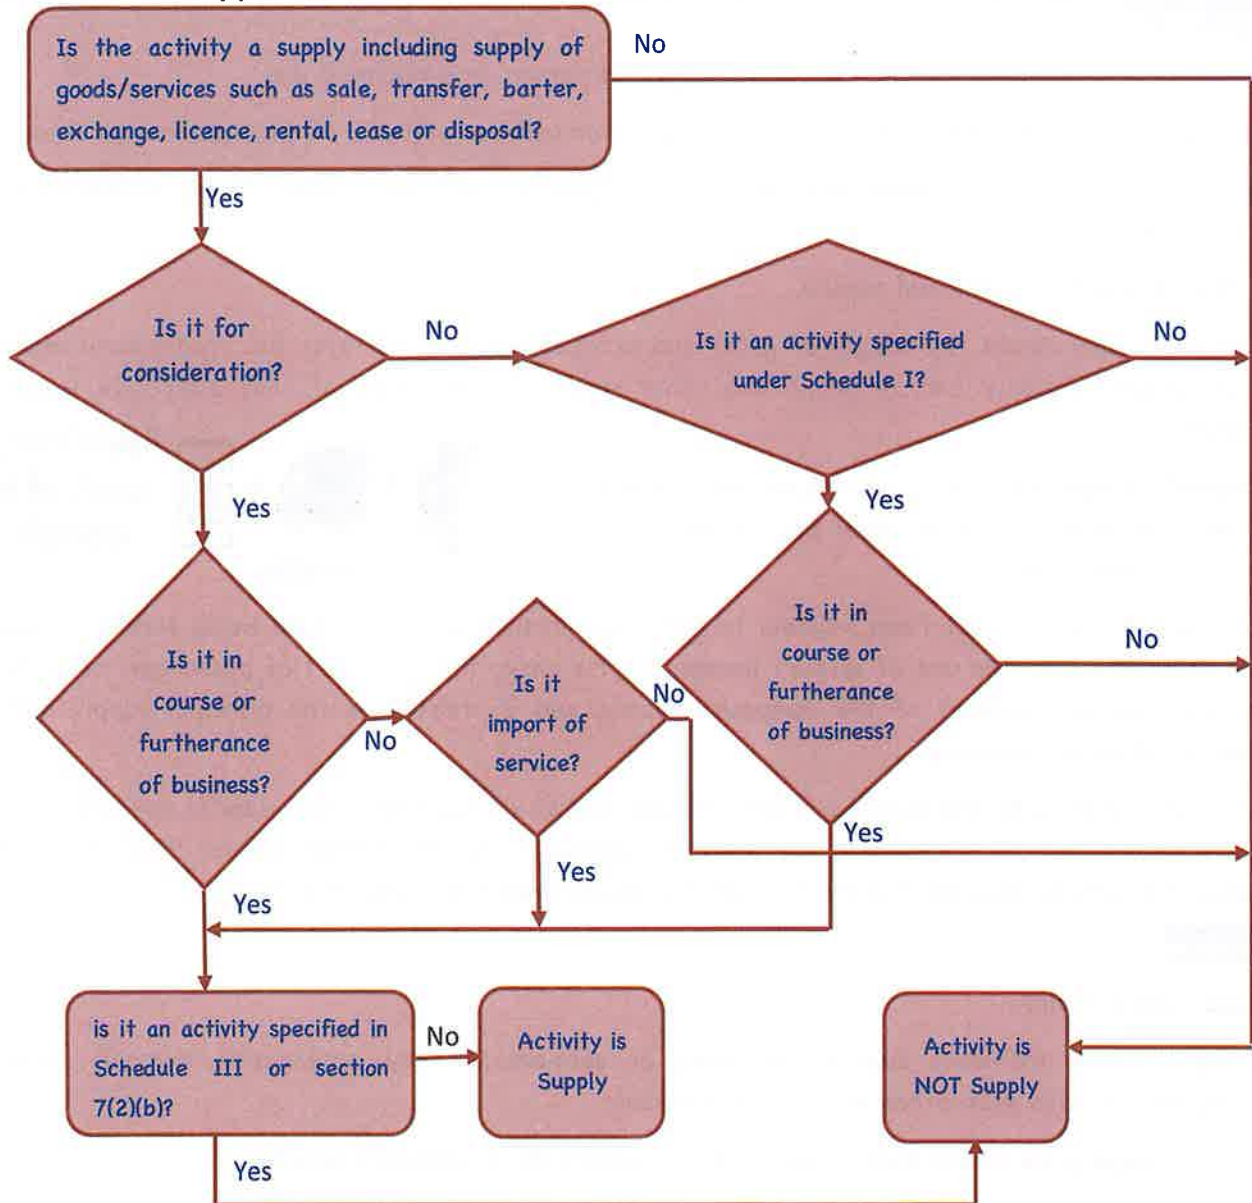 Is the activity a supply including supply of
goods/services such as sale, transfer, barter,
exchange, licence, rental, lease or disposal?
No
Yes
Is it for
consideration?
No
Is it an activity specified
under Schedule I?
No
Yes
Yes
Is it in
course or
furtherance
of business?
No
Is it
import of
service?
No
Is it in
course or
furtherance
of business?
No
Yes
Yes
Yes
is it an activity specified in
Schedule III or section
7(2)(b)?
No
Activity is
Supply
Activity is
NOT Supply
Yes